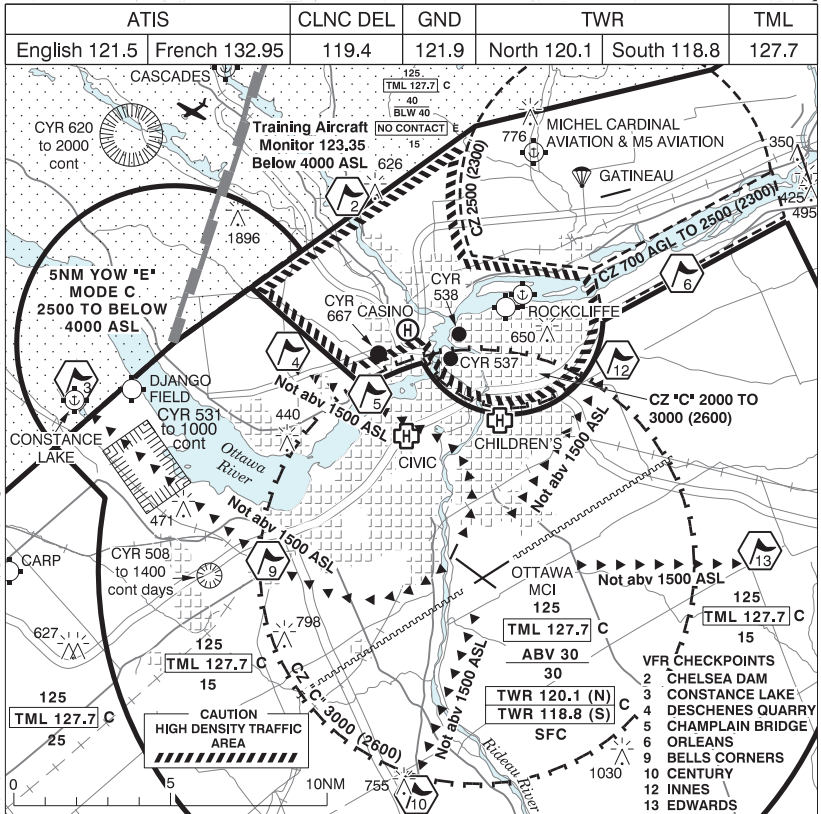 ATIS
CLNC DEL
GND
TWR
TML
English 121.5
French 132.95
119.4
121.9
North 120.1
South 118.8
127.7
CASCADES
125
TML 127.7 C
40
BLW 40
NO CONTACT E
15
CYR 620
to 2000
cont
Training Aircraft
Monitor 123.35
Below 4000 ASL
626
2
776
MICHEL CARDINAL
AVIATION & M5 AVIATION
GATINEAU
350
425
495
1896
CZ 2500 (2300)
CZ 700 AGL TO 2500 (2300)
5NM YOW "E"
MODE C
2500 TO BELOW
4000 ASL
6
CYR
538
CYR
667
CASINO
H
ROCKCLIFFE
650
CYR 537
4
12
3
5
DJANGO
FIELD
CYR 531
to 1000
cont
Not abv 1500 ASL
CZ "C" 2000 TO
3000 (2600)
440
CONSTANCE
LAKE
Ottawa
River
H
CIVIC
H
CHILDREN'S
Not abv 1500 ASL
Not abv 1500 ASL
471
CARP
CYR 508
to 1400
cont days
9
OTTAWA
MCI
Not abv 1500 ASL
13
627
798
125
TML 127.7 C
15
125
TML 127.7 C
ABV 30
30
TWR 120.1 (N)
TWR 118.8 (S)
C
SFC
125
TML 127.7 C
15
125
TML 127.7 C
25
CZ "C" 3000 (2600)
Not abv 1500 ASL
CAUTION
HIGH DENSITY TRAFFIC
AREA
0
5
10NM
755
10
Rideau River
1030
VFR CHECKPOINTS
2 CHELSEA DAM
3 CONSTANCE LAKE
4 DESCHENES QUARRY
5 CHAMPLAIN BRIDGE
6 ORLEANS
9 BELLS CORNERS
10 CENTURY
12 INNES
13 EDWARDS